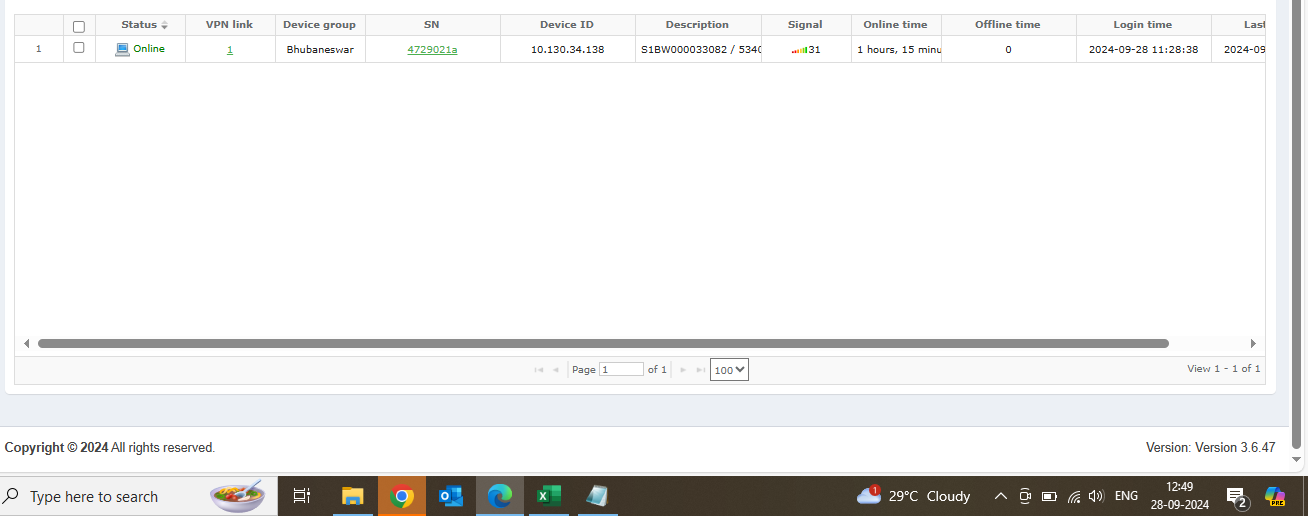 Status VPN link Device group SN Device ID Description Signal Online time Offline time Login time Last
1 Online 1 Bhubaneswar 4729021a 10.130.34.138 S1BW000033082 / 5340 31 1 hours, 15 minu 0 2024-09-28 11:28:38 2024-09
Page 1 of 1 100 View 1 - 1 of 1
Copyright © 2024 All rights reserved. Version: Version 3.6.47
Type here to search 1 29°C Cloudy ENG 12:49
28-09-2024 2 PRE